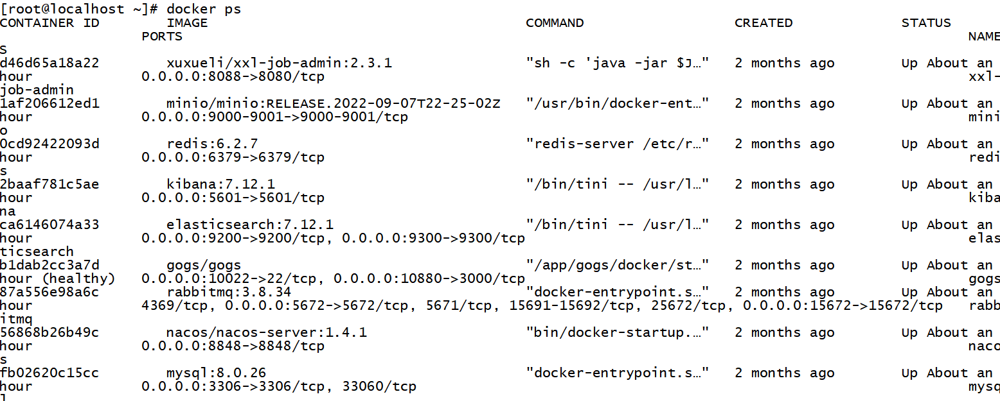 [root@localhost ~]# docker ps
CONTAINER ID IMAGE COMMAND CREATED STATUS
PORTS NAME
S
d46d65a18a22 xuxueli/xxl-job-admin:2.3.1 "sh -c 'java -jar $J…" 2 months ago Up About an
hour 0.0.0.0:8088->8080/tcp xxl-
job-admin
1af206612ed1 minio/minio:RELEASE.2022-09-07T22-25-02Z "/usr/bin/docker-ent…" 2 months ago Up About an
hour 0.0.0.0:9000-9001->9000-9001/tcp mini
o
0cd92422093d redis:6.2.7 "redis-server /etc/r…" 2 months ago Up About an
hour 0.0.0.0:6379->6379/tcp redi
s
2baaf781c5ae kibana:7.12.1 "/bin/tini -- /usr/l…" 2 months ago Up About an
hour 0.0.0.0:5601->5601/tcp kiba
na
ca6146074a33 elasticsearch:7.12.1 "/bin/tini -- /usr/l…" 2 months ago Up About an
hour 0.0.0.0:9200->9200/tcp, 0.0.0.0:9300->9300/tcp elas
ticsearch
b1dab2cc3a7d gogs/gogs "/app/gogs/docker/st…" 2 months ago Up About an
hour (healthy) 0.0.0.0:10022->22/tcp, 0.0.0.0:10880->3000/tcp gogs
87a556e98a6c rabbitmq:3.8.34 "docker-entrypoint.s…" 2 months ago Up About an
hour 4369/tcp, 0.0.0.0:5672->5672/tcp, 5671/tcp, 15691-15692/tcp, 25672/tcp, 0.0.0.0:15672->15672/tcp rabb
itmq
56868b26b49c nacos/nacos-server:1.4.1 "bin/docker-startup.…" 2 months ago Up About an
hour 0.0.0.0:8848->8848/tcp naco
s
fb02620c15cc mysql:8.0.26 "docker-entrypoint.s…" 2 months ago Up About an
hour 0.0.0.0:3306->3306/tcp, 33060/tcp mysq
l